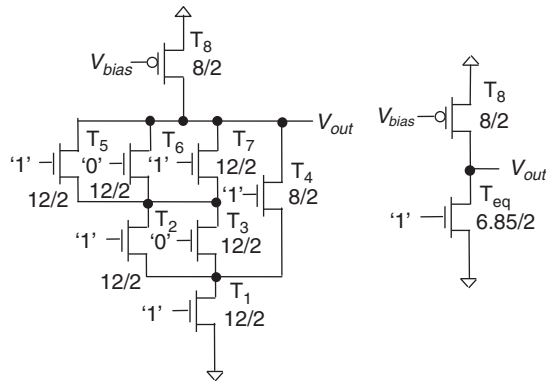 T8
Vbias
8/2
Vout
T5
T6
T7
'1'
'0'
'1'
12/2
T4
12/2
12/2
'1'
8/2
T2
T3
'1'
'0'
12/2
12/2
T1
'1'
12/2
T8
Vbias
8/2
Vout
Teq
'1'
6.85/2